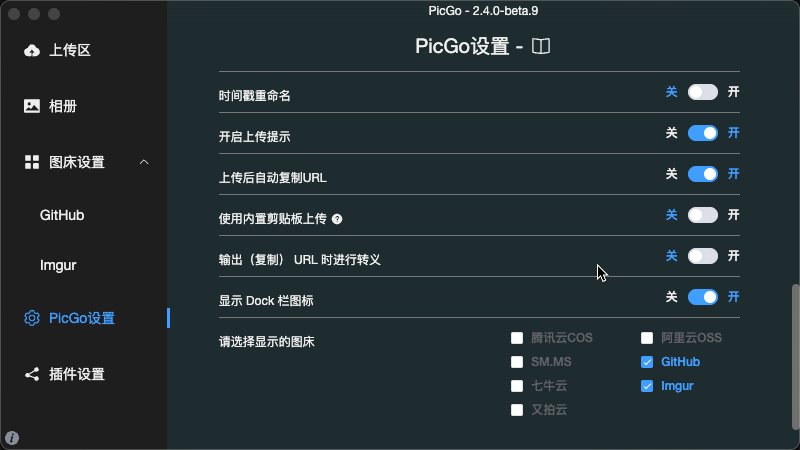 PicGo - 2.4.0-beta.9
上传区
相册
图床设置
GitHub
Imgur
PicGo设置
插件设置
PicGo设置 -
时间戳重命名 关 开
开启上传提示 关 开
上传后自动复制URL 关 开
使用内置剪贴板上传 关 开
输出（复制） URL 时进行转义 关 开
显示 Dock 栏图标 关 开
请选择显示的图床
腾讯云COS 阿里云OSS
SM.MS GitHub
七牛云 Imgur
又拍云